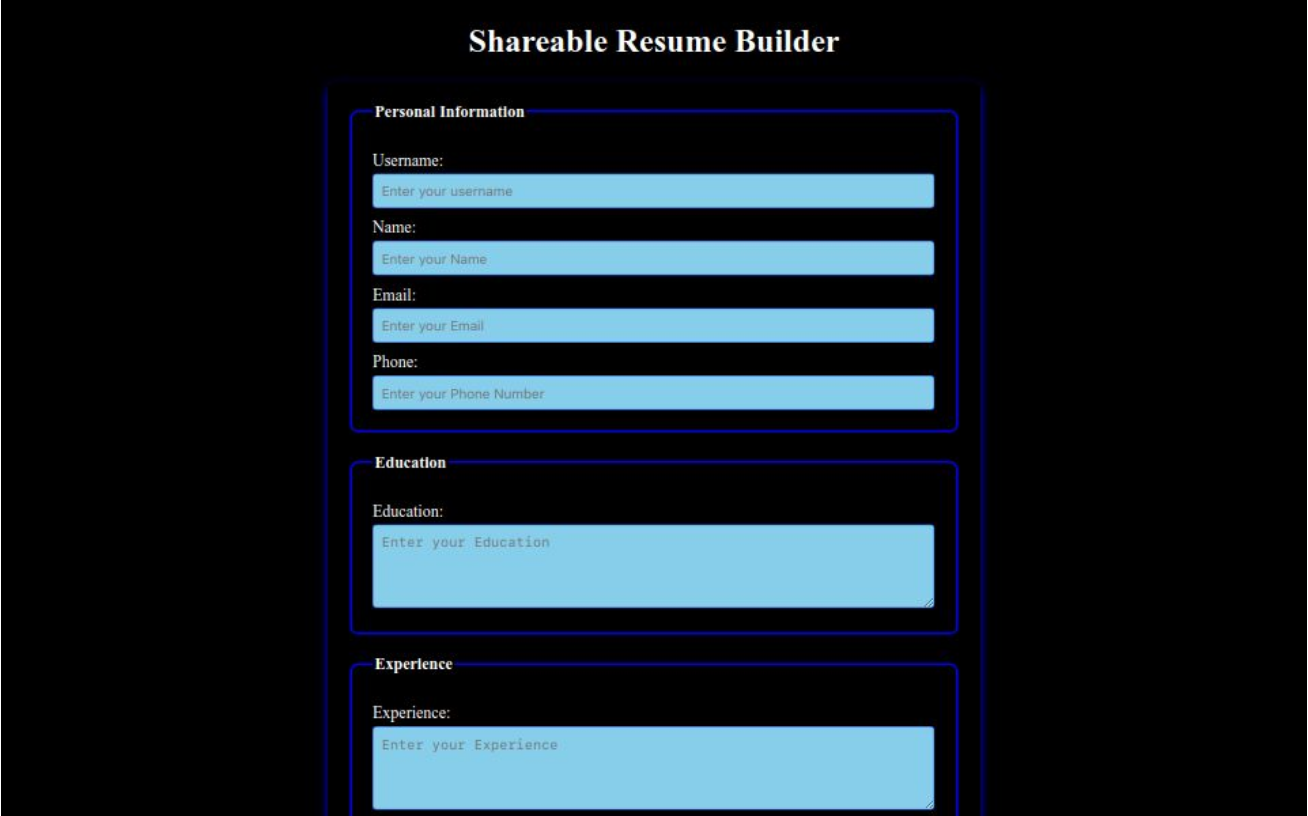 Shareable Resume Builder
Personal Information
Username:
Enter your username
Name:
Enter your Name
Email:
Enter your Email
Phone:
Enter your Phone Number
Education
Education:
Enter your Education
Experience
Experience:
Enter your Experience